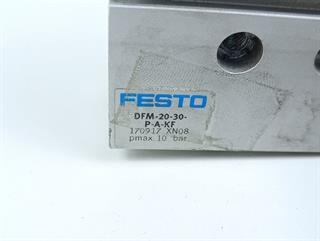 FESTO
DFM-20-30-
P-A-KF
170917 XN08
pmax 10 bar